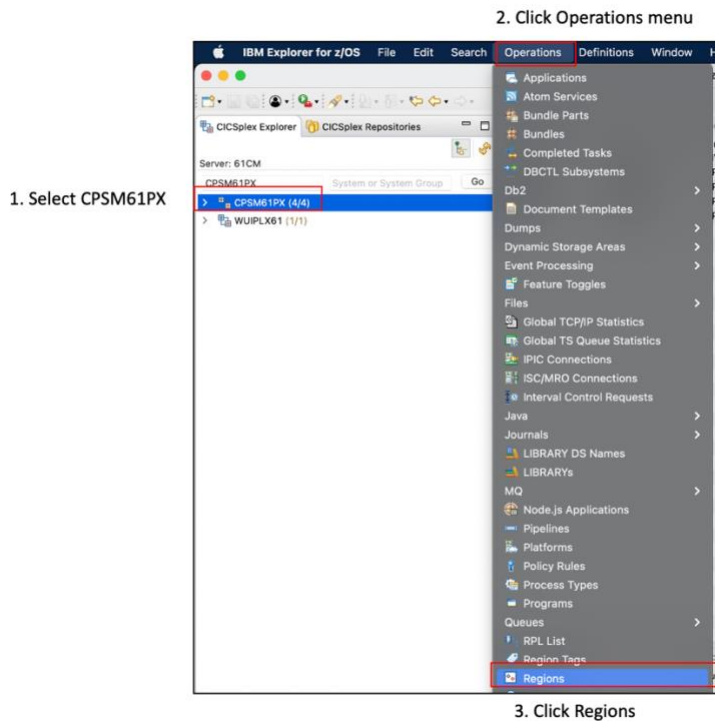 2. Click Operations menu
IBM Explorer for z/OS File Edit Search Operations Definitions Window
CICSplex Explorer CICSplex Repositories
Server: 61CM
CPSM61PX System or System Group Go
1. Select CPSM61PX
CPSM61PX (4/4)
WUIPLX61 (1/1)
Applications
Atom Services
Bundle Parts
Bundles
Completed Tasks
DBCTL Subsystems
Db2
Document Templates
Dumps
Dynamic Storage Areas
Event Processing
Feature Toggles
Files
Global TCP/IP Statistics
Global TS Queue Statistics
IPIC Connections
ISC/MRO Connections
Interval Control Requests
Java
Journals
LIBRARY DS Names
LIBRARYs
MQ
Node.js Applications
Pipelines
Platforms
Policy Rules
Process Types
Programs
Queues
RPL List
Region Tags
Regions
3. Click Regions